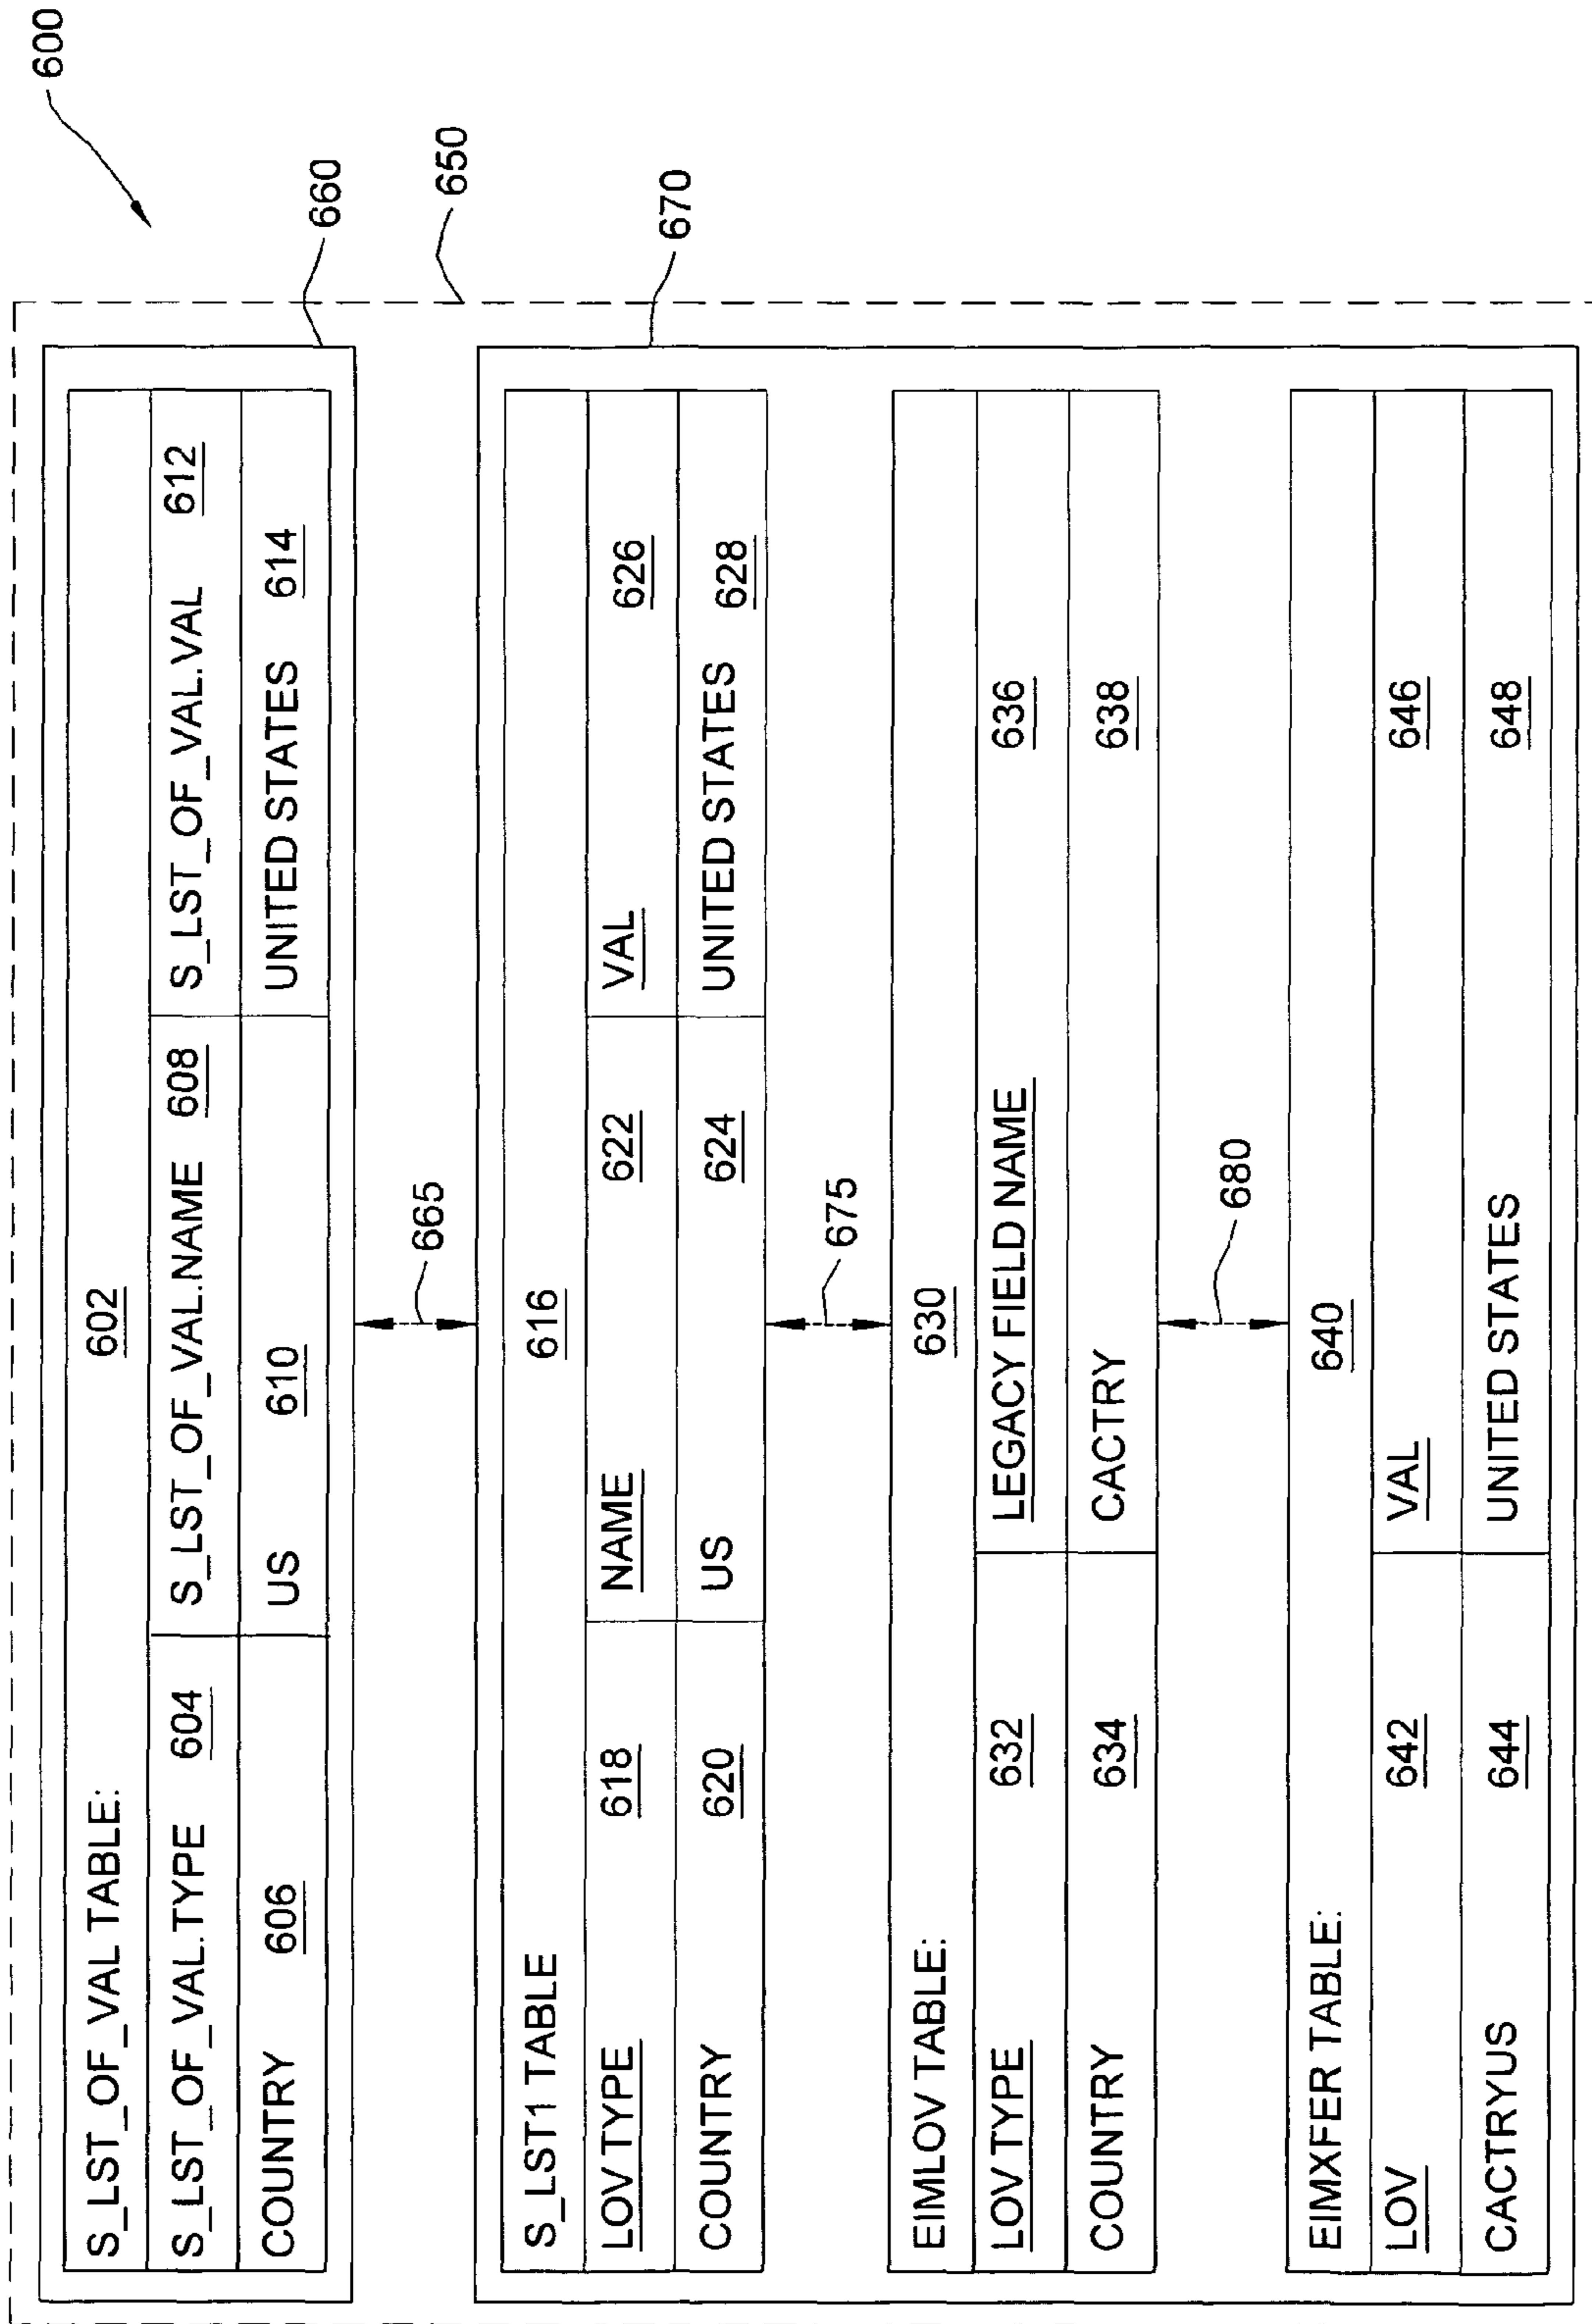 600
650
660
S_LST_OF_VAL TABLE: 602
S_LST_OF_VAL.TYPE 604 S_LST_OF_VAL.NAME 608 S_LST_OF_VAL.VAL 612
COUNTRY 606 US 610 UNITED STATES 614
665
670
S_LST1 TABLE 616
LOV TYPE 618 NAME 622 VAL 626
COUNTRY 620 US 624 UNITED STATES 628
675
EIMLOV TABLE: 630
LOV TYPE 632 LEGACY FIELD NAME 636
COUNTRY 634 CACTRY 638
680
EIMXFER TABLE: 640
LOV 642 VAL 646
CACTRYUS 644 UNITED STATES 648